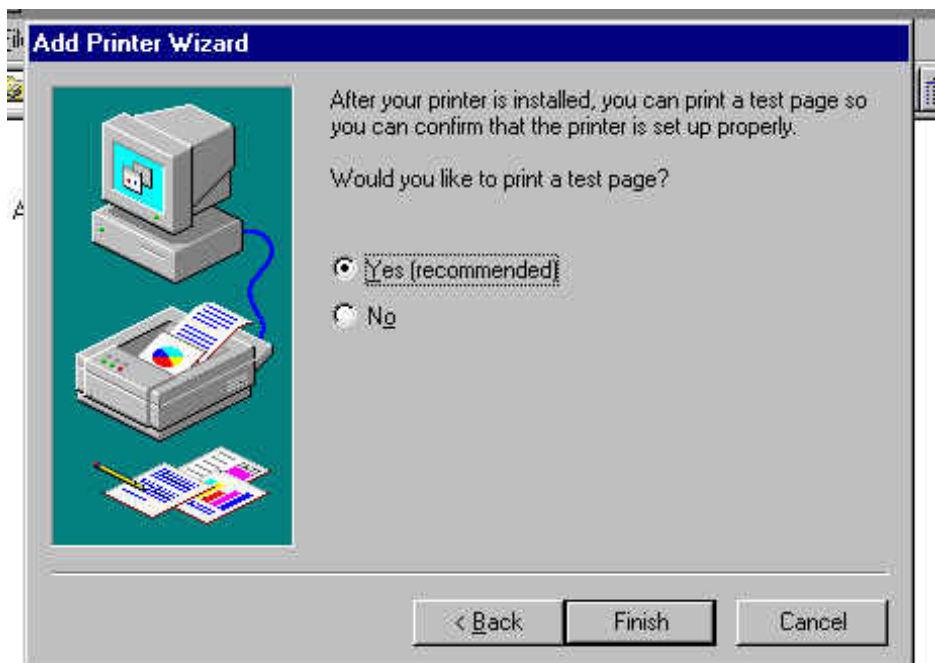 Add Printer Wizard
After your printer is installed, you can print a test page so
you can confirm that the printer is set up properly.
Would you like to print a test page?
Yes (recommended)
No
< Back
Finish
Cancel